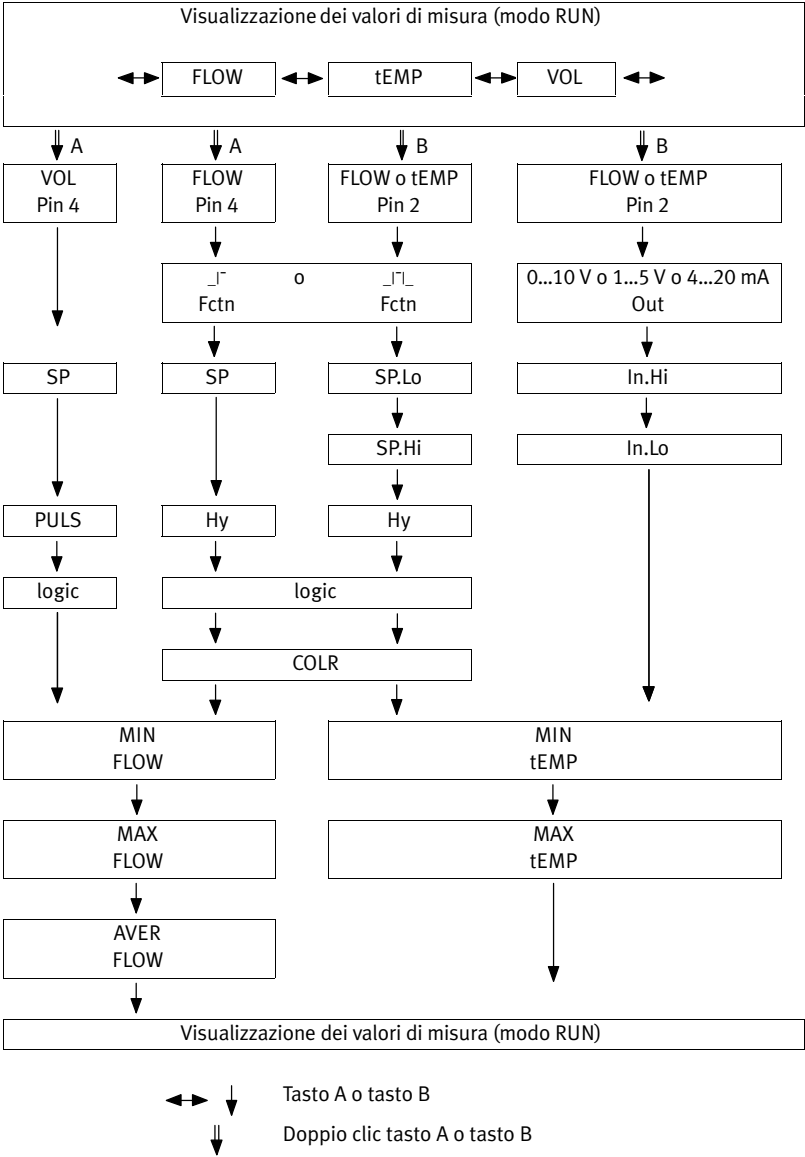 Visualizzazione dei valori di misura (modo RUN)
FLOW tEMP VOL
A A B B
VOL FLOW FLOW o tEMP FLOW o tEMP
Pin 4 Pin 4 Pin 2 Pin 2
o 0...10 V o 1...5 V o 4...20 mA
Fctn Fctn Out
SP SP SP.Lo In.Hi
SP.Hi In.Lo
PULS Hy Hy
logic logic
COLR
MIN MIN
FLOW tEMP
MAX MAX
FLOW tEMP
AVER
FLOW
Visualizzazione dei valori di misura (modo RUN)
Tasto A o tasto B
Doppio clic tasto A o tasto B